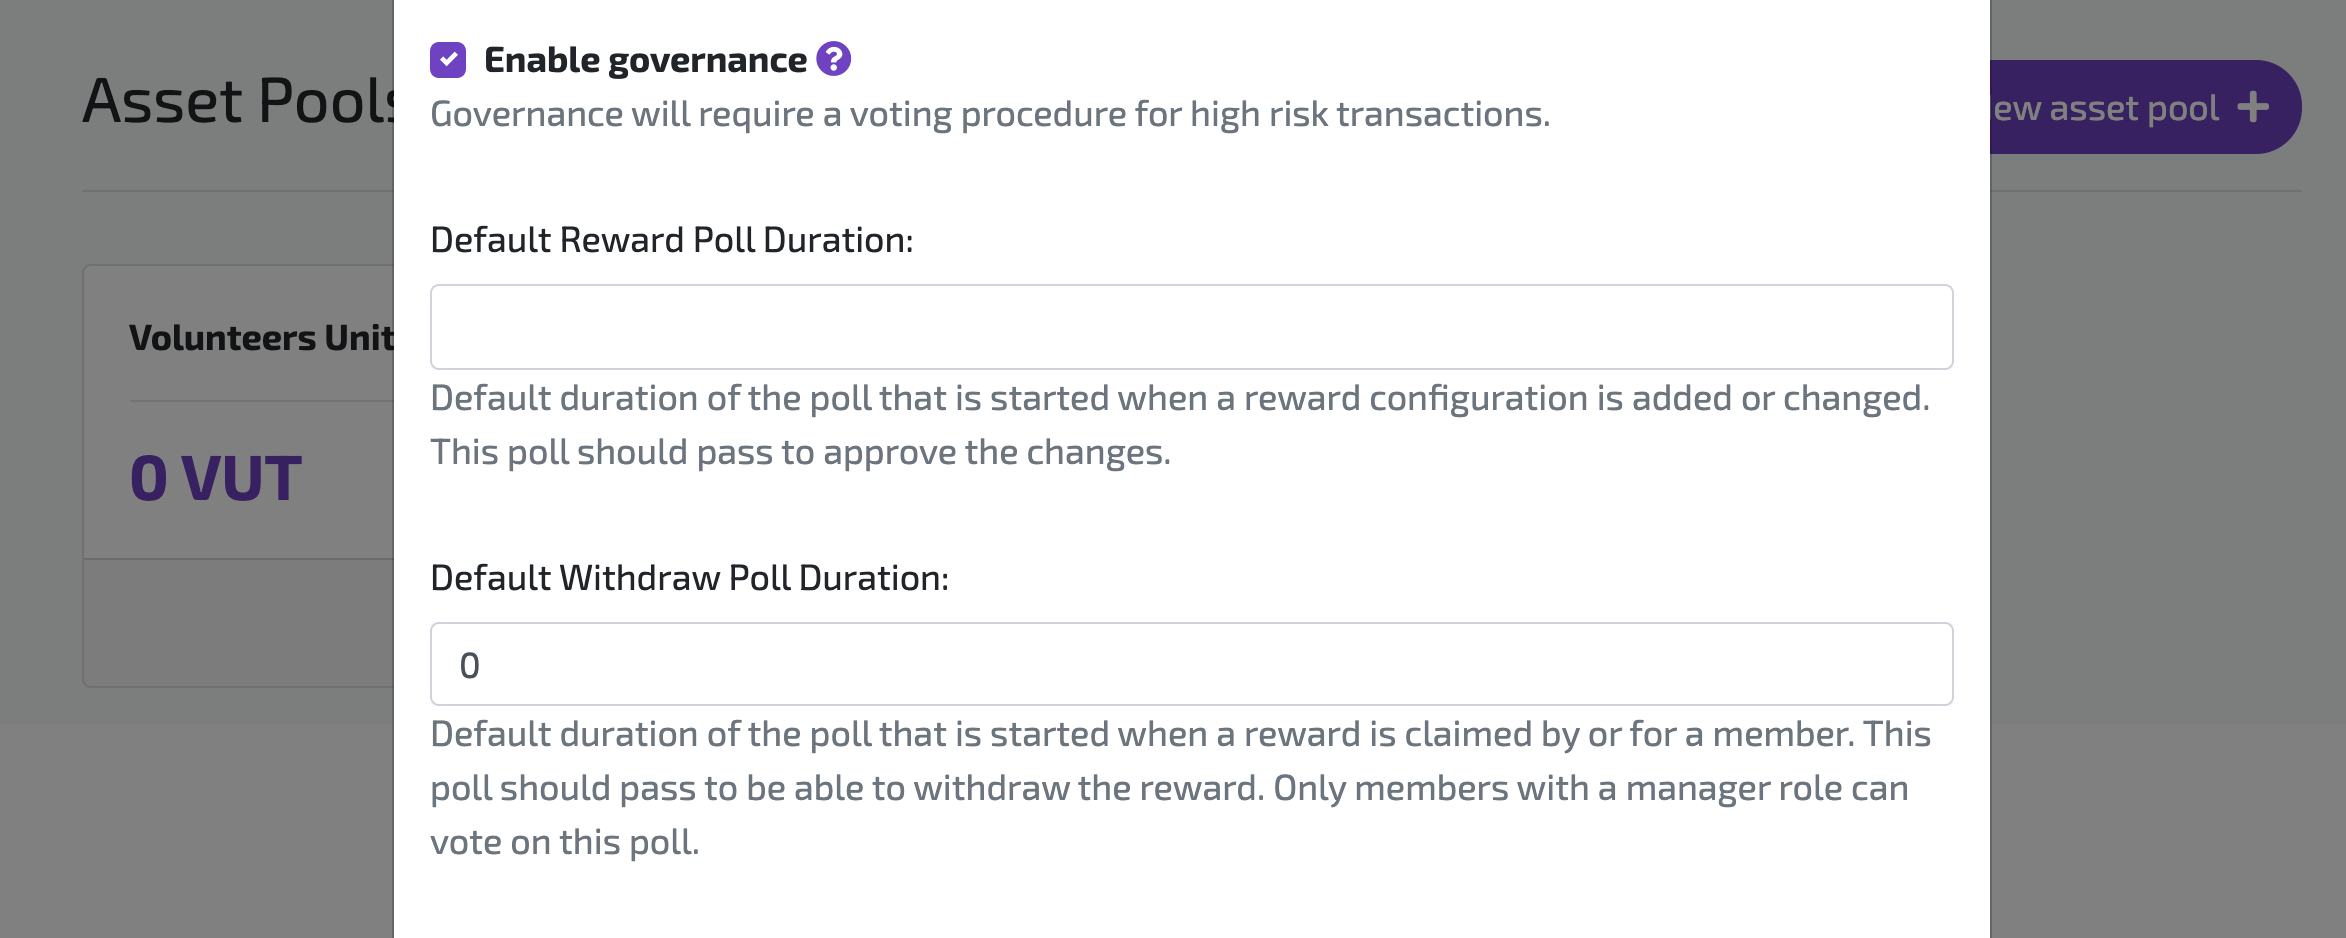 Enable governance ?
Governance will require a voting procedure for high risk transactions.
Asset Pools
ew asset pool +
Default Reward Poll Duration:
Volunteers Unit
Default duration of the poll that is started when a reward configuration is added or changed.
This poll should pass to approve the changes.
0 VUT
Default Withdraw Poll Duration:
0
Default duration of the poll that is started when a reward is claimed by or for a member. This
poll should pass to be able to withdraw the reward. Only members with a manager role can
vote on this poll.